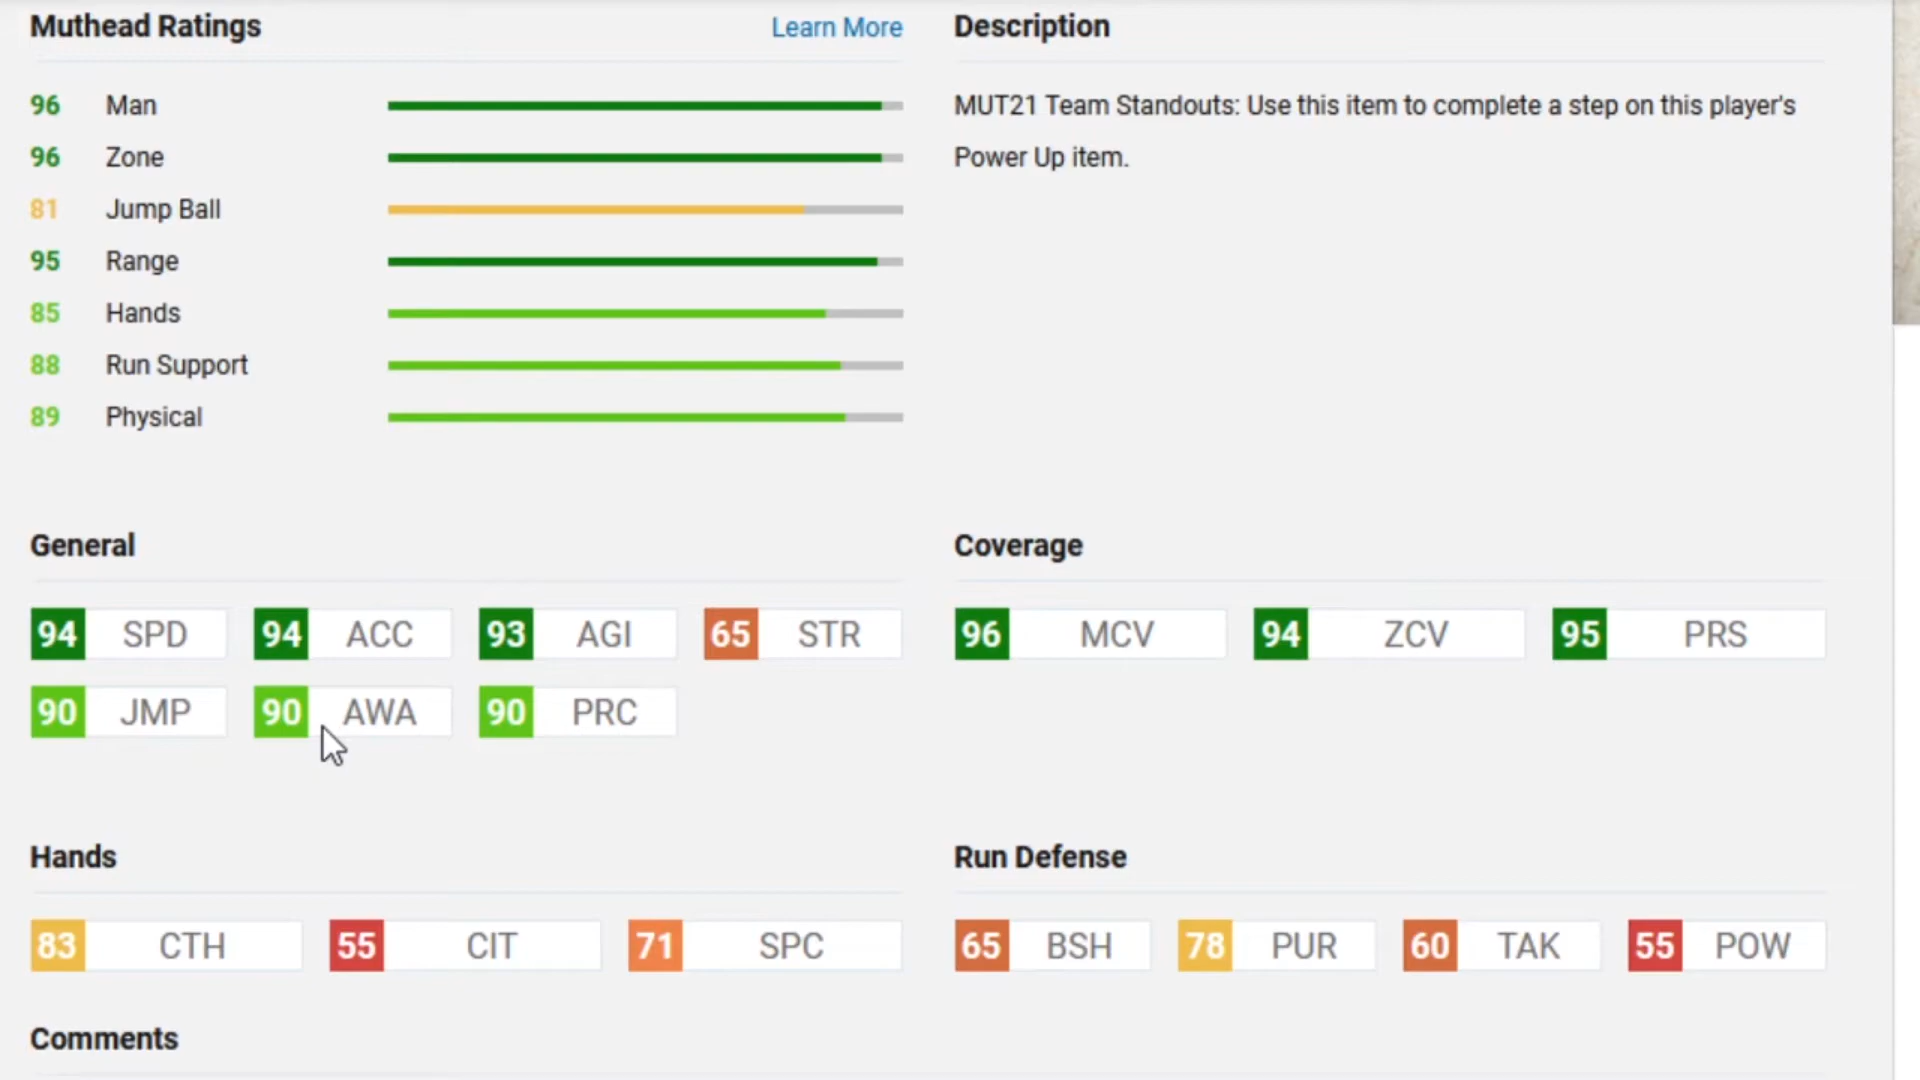 Muthead Ratings
Learn More
96 Man
96 Zone
81 Jump Ball
95 Range
85 Hands
88 Run Support
89 Physical
Description
MUT21 Team Standouts: Use this item to complete a step on this player's
Power Up item.
General
94 SPD 94 ACC 93 AGI 65 STR
90 JMP 90 AWA 90 PRC
Coverage
96 MCV 94 ZCV 95 PRS
Hands
83 CTH 55 CIT 71 SPC
Run Defense
65 BSH 78 PUR 60 TAK 55 POW
Comments